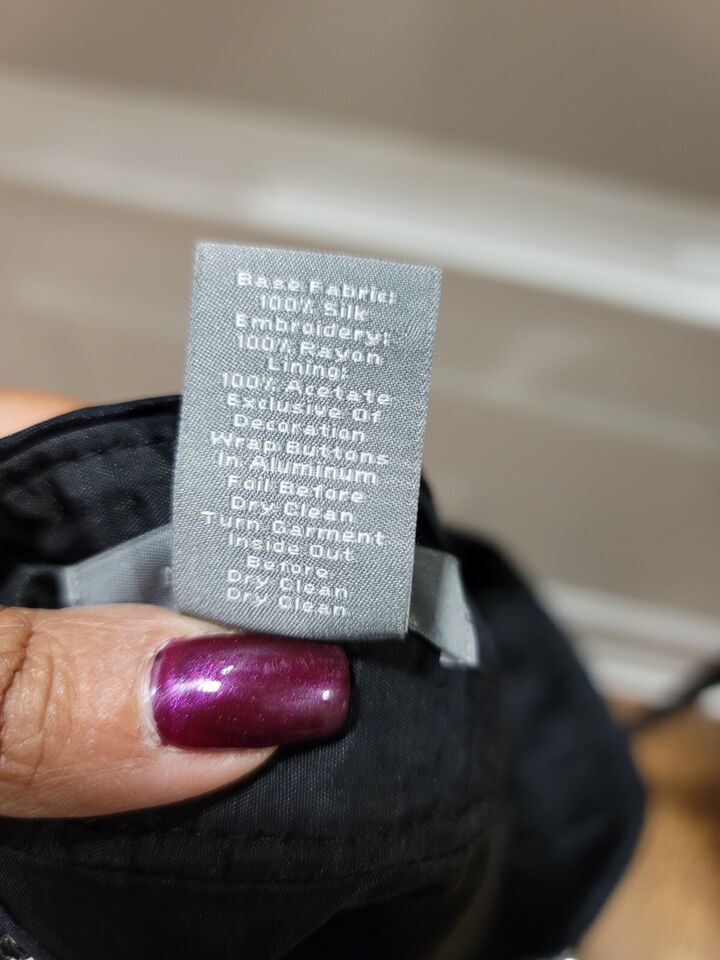 Base Fabric:
100% Silk
Embroidery:
100% Rayon
Lining:
100% Acetate
Exclusive Of
Decoration
Wrap Buttons
In Aluminum
Foil Before
Dry Clean
Turn Garment
Inside Out
Before
Dry Clean
Dry Clean